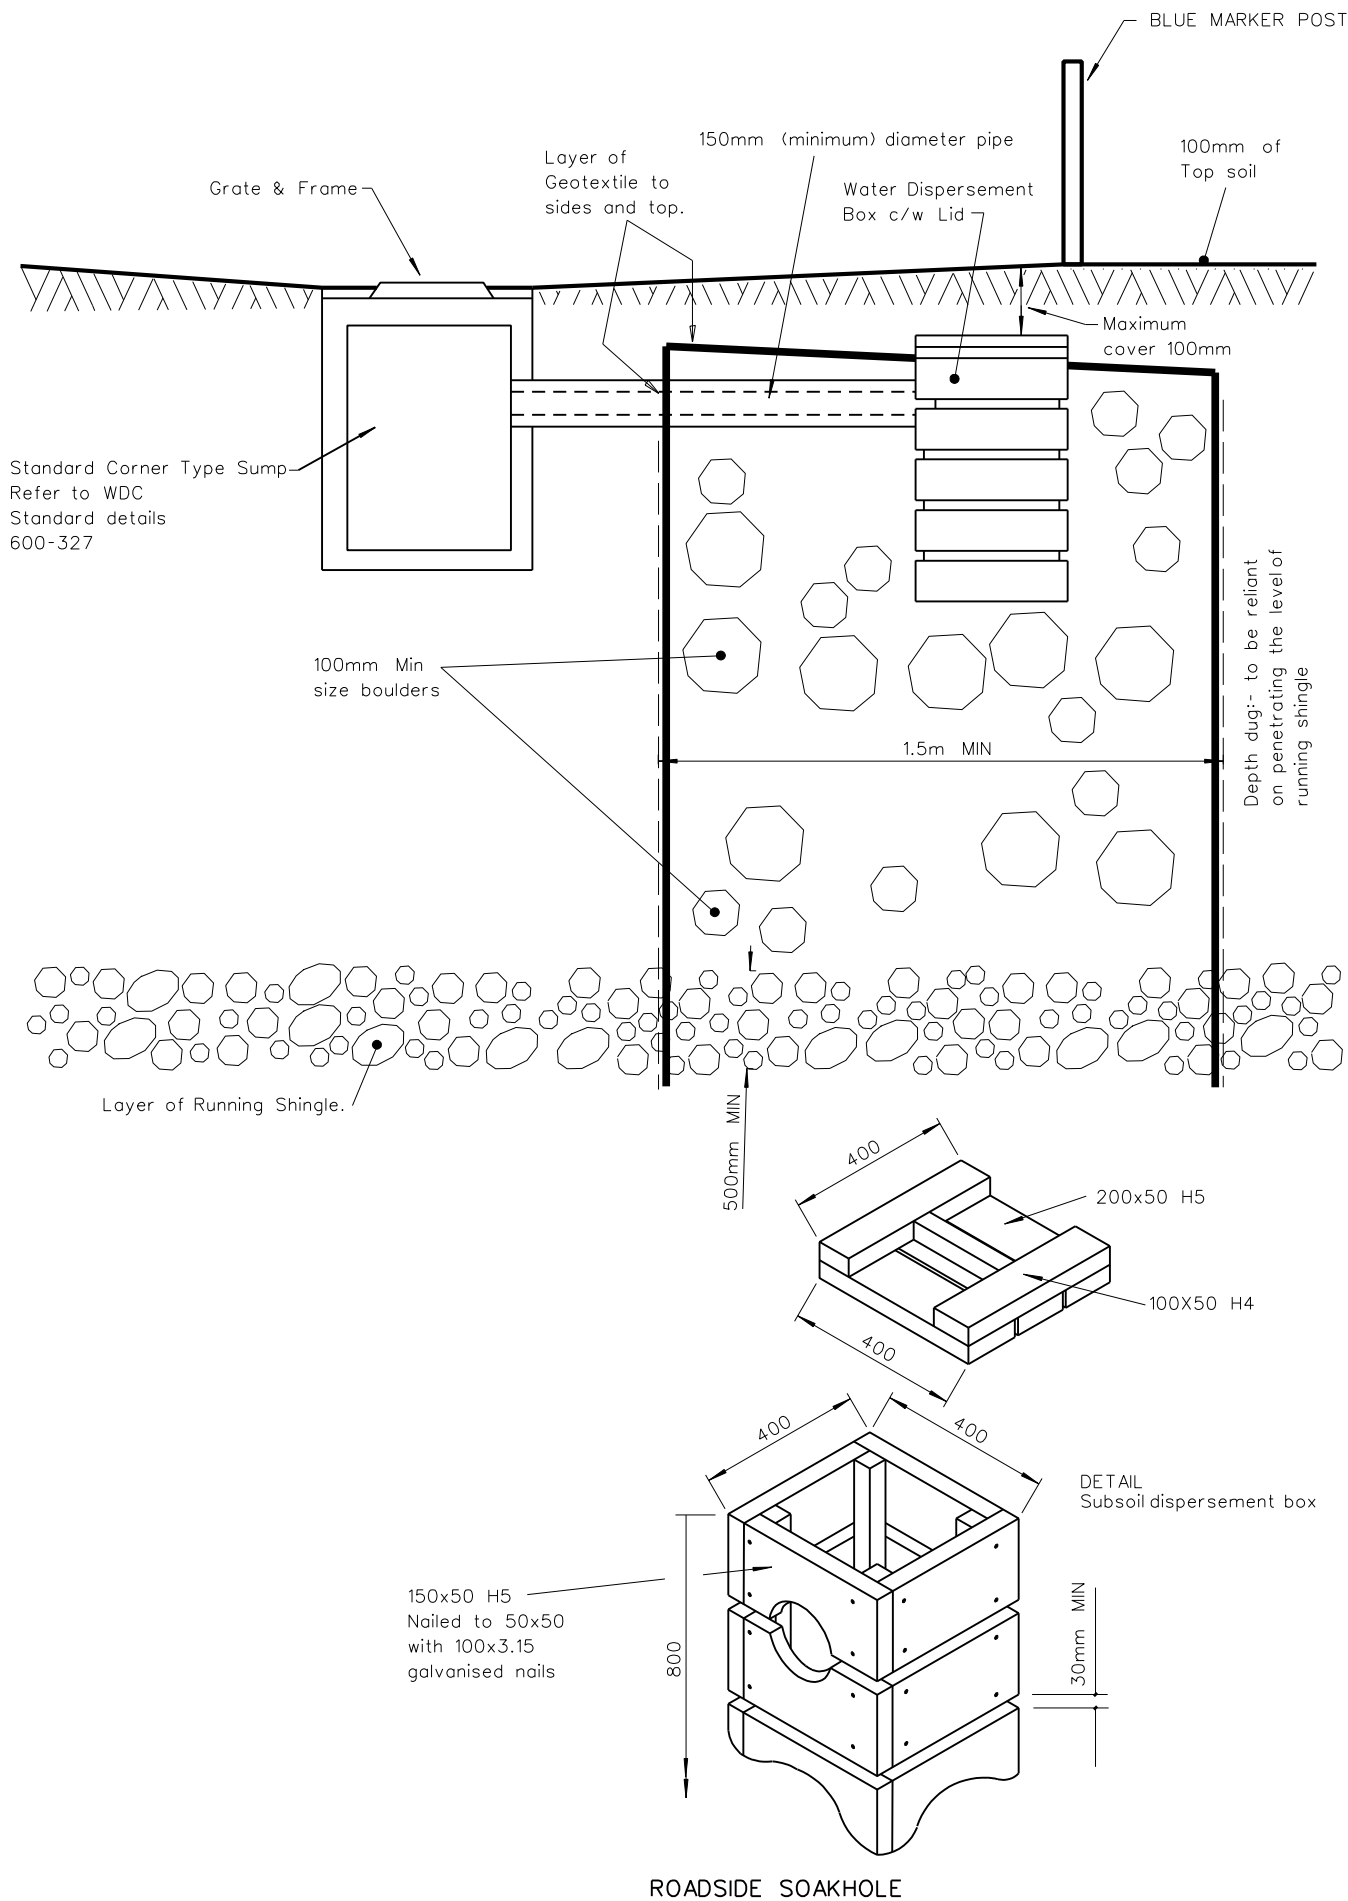 BLUE MARKER POST
150mm (minimum) diameter pipe
100mm of
Top soil
Layer of
Geotextile to
sides and top.
Grate & Frame
Water Dispersement
Box c/w Lid
Maximum
cover 100mm
Standard Corner Type Sump
Refer to WDC
Standard details
600-327
100mm Min
size boulders
1.5m MIN
Depth dug:- to be reliant
on penetrating the level of
running shingle
Layer of Running Shingle.
500mm MIN
400
200x50 H5
100X50 H4
400
400
400
DETAIL
Subsoil dispersement box
150x50 H5
Nailed to 50x50
with 100x3.15
galvanised nails
800
30mm MIN
ROADSIDE SOAKHOLE